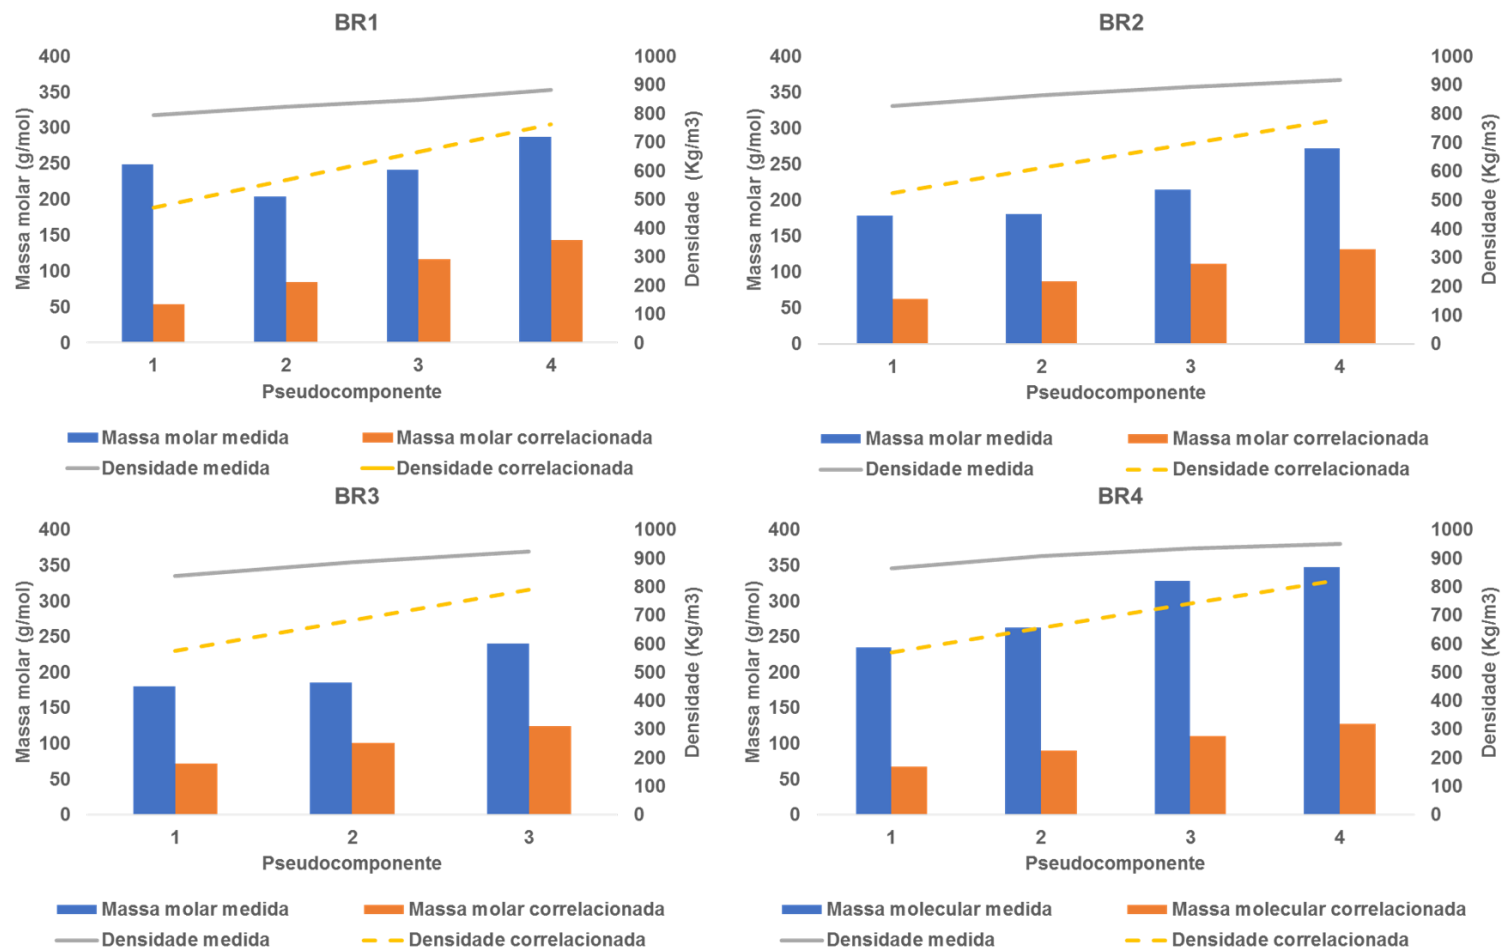 BR1
400
350
300
250
200
150
100
50
0
Massa molar (g/mol)
1000
900
800
700
600
500
400
300
200
100
0
Densidade (Kg/m3)
1 2 3 4
Pseudocomponente
Massa molar medida Massa molar correlacionada
Densidade medida Densidade correlacionada
BR2
400
350
300
250
200
150
100
50
0
Massa molar (g/mol)
1000
900
800
700
600
500
400
300
200
100
0
Densidade (Kg/m3)
1 2 3 4
Pseudocomponente
Massa molar medida Massa molar correlacionada
Densidade medida Densidade correlacionada
BR3
400
350
300
250
200
150
100
50
0
Massa molar (g/mol)
1000
900
800
700
600
500
400
300
200
100
0
Densidade (Kg/m3)
1 2 3
Pseudocomponente
Massa molar medida Massa molar correlacionada
Densidade medida Densidade correlacionada
BR4
400
350
300
250
200
150
100
50
0
Massa molar (g/mol)
1000
900
800
700
600
500
400
300
200
100
0
Densidade (Kg/m3)
1 2 3 4
Pseudocomponente
Massa molecular medida Massa molecular correlacionada
Densidade medida Densidade correlacionada